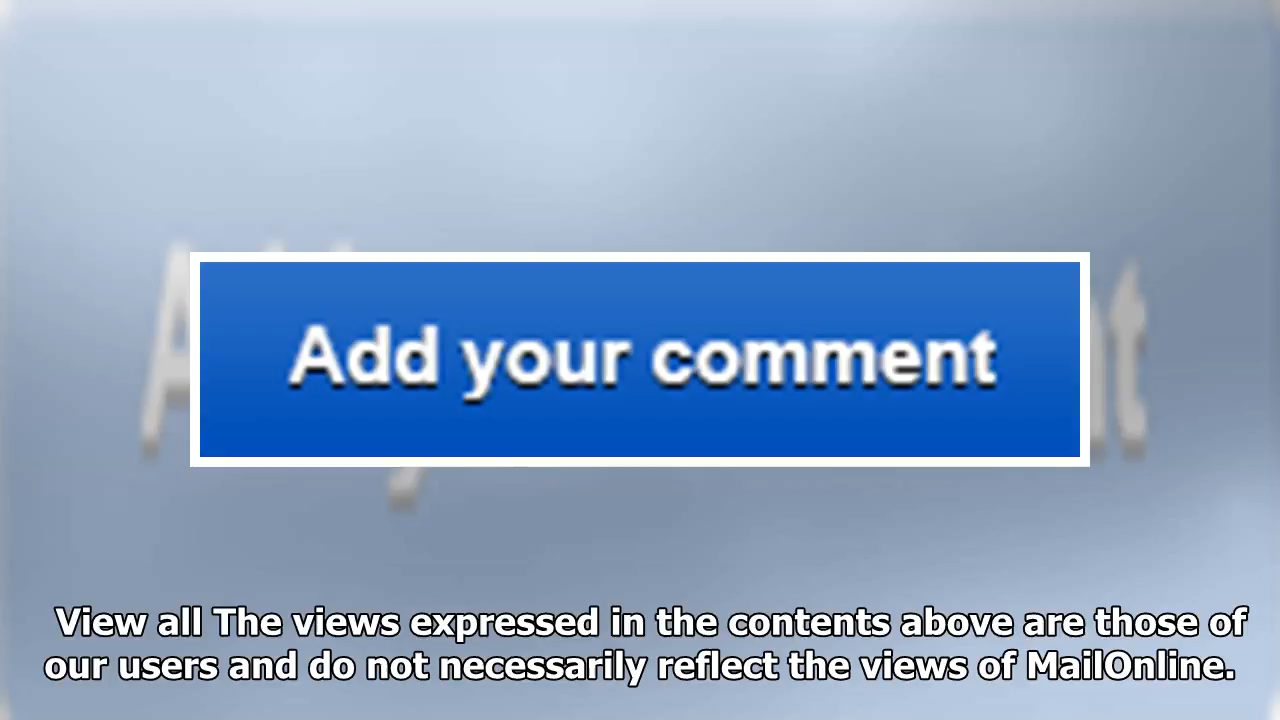 Add your comment
View all The views expressed in the contents above are those of
our users and do not necessarily reflect the views of MailOnline.